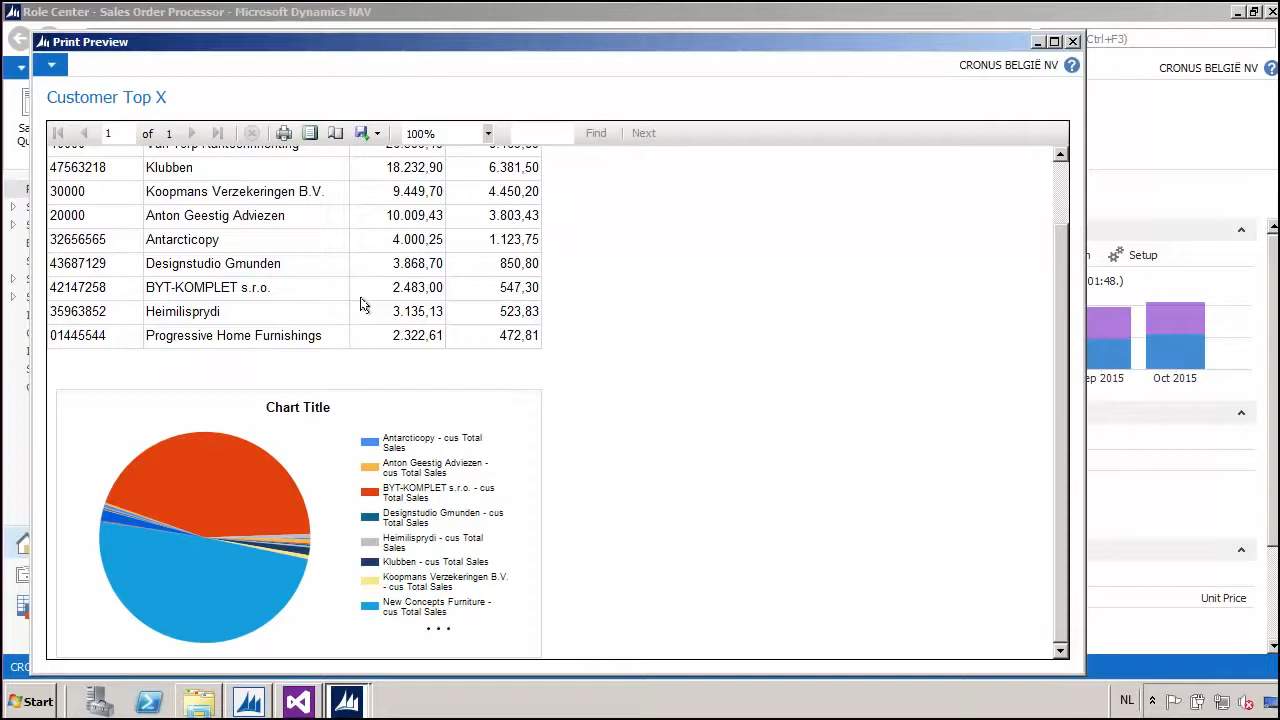 Role Center - Sales Order Processor - Microsoft Dynamics NAV
Print Preview
Ctrl+F3)
CRONUS BELGIË NV
CRONUS BELGIË NV
Customer Top X
1 of 1
100%
Find
Next
47563218 Klubben 18.232,90 6.381,50
30000 Koopmans Verzekeringen B.V. 9.449,70 4.450,20
20000 Anton Geestig Adviezen 10.009,43 3.803,43
32656565 Antarcticopy 4.000,25 1.123,75
43687129 Designstudio Gmunden 3.868,70 850,80
42147258 BYT-KOMPLET s.r.o. 2.483,00 547,30
35963852 Heimilisprydi 3.135,13 523,83
01445544 Progressive Home Furnishings 2.322,61 472,81
Setup
:01:48.)
ep 2015
Oct 2015
Unit Price
Chart Title
Antarcticopy - cus Total
Sales
Anton Geestig Adviezen -
cus Total Sales
BYT-KOMPLET s.r.o. - cus
Total Sales
Designstudio Gmunden - cus
Total Sales
Heimilisprydi - cus Total
Sales
Klubben - cus Total Sales
Koopmans Verzekeringen B.V.
- cus Total Sales
New Concepts Furniture -
cus Total Sales
CRO
Start
NL